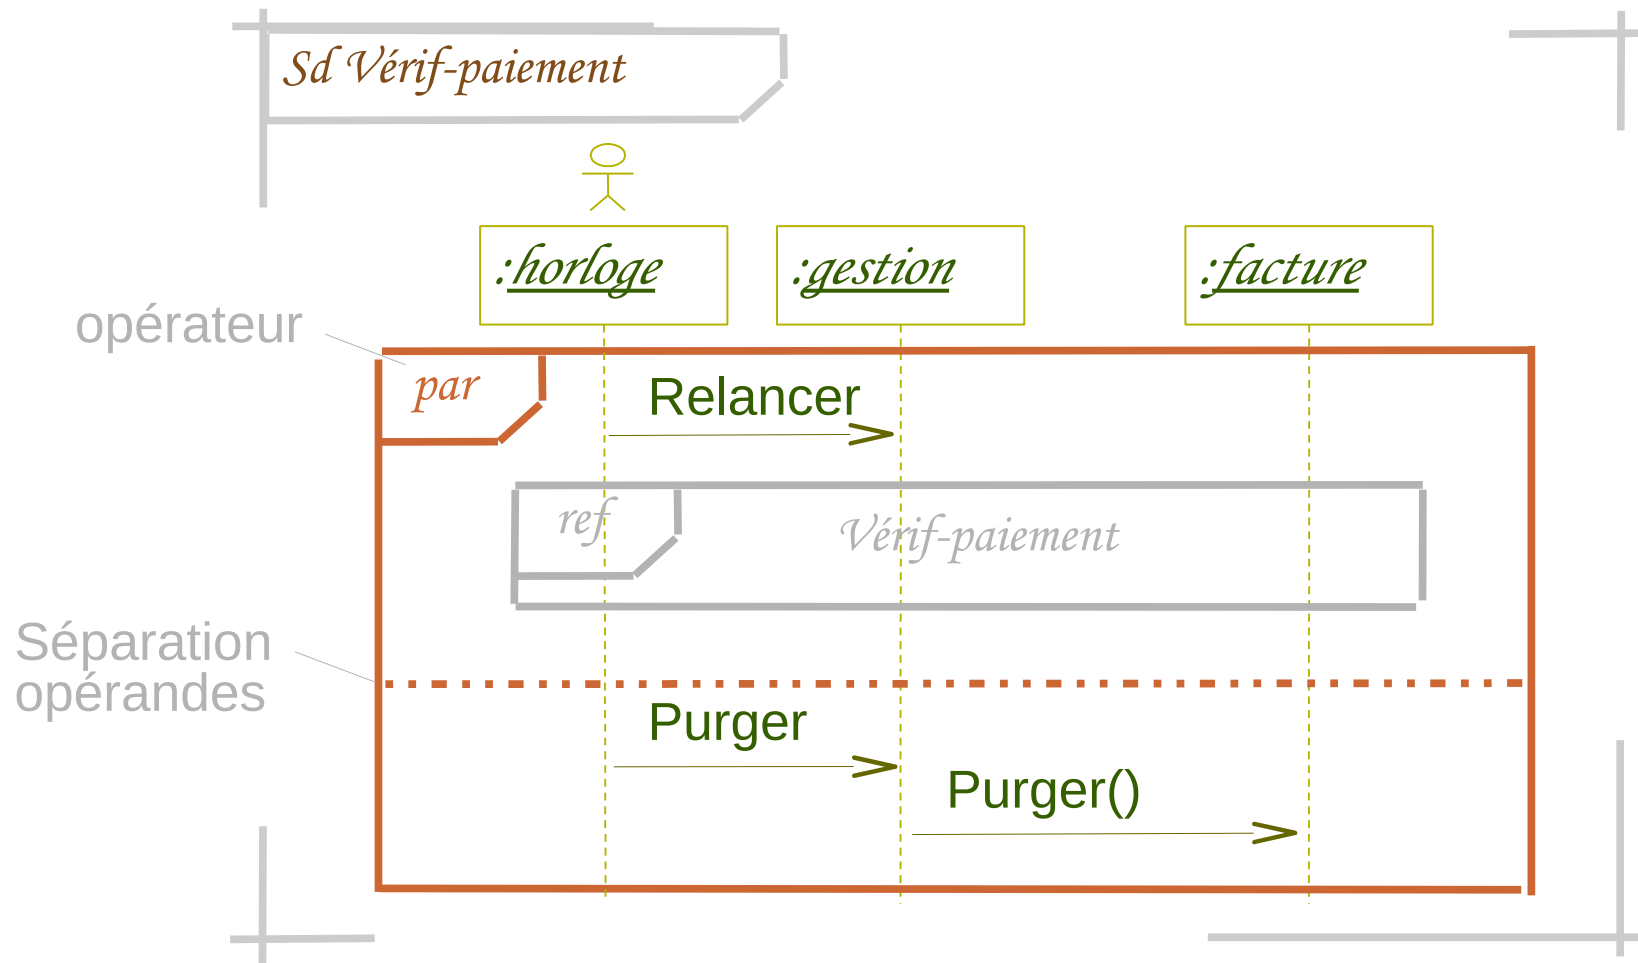 Sd Vérif-paiement
:horloge
:gestion
:facture
opérateur
par
Relancer
ref
Vérif-paiement
Séparation
opérandes
Purger
Purger()